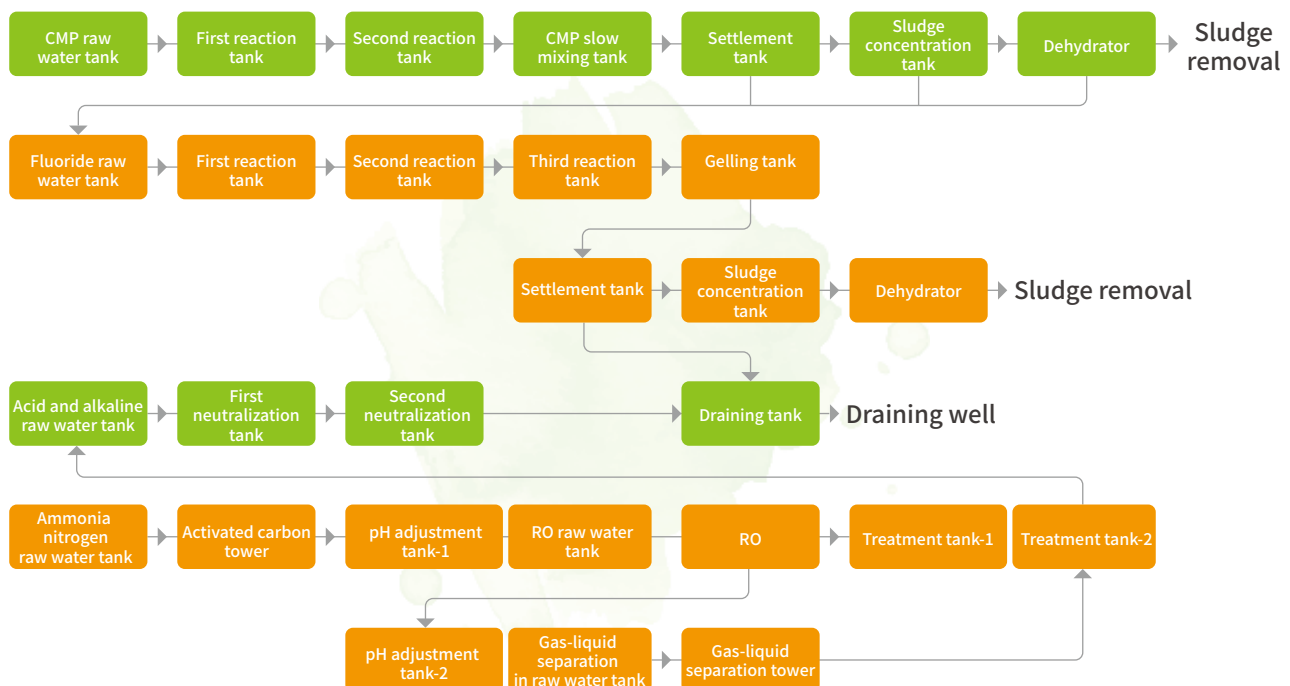 CMP raw
water tank
First reaction
tank
Second reaction
tank
CMP slow
mixing tank
Settlement
tank
Sludge
concentration
tank
Dehydrator
Sludge
removal
Fluoride raw
water tank
First reaction
tank
Second reaction
tank
Third reaction
tank
Gelling tank
Settlement tank
Sludge
concentration
tank
Dehydrator
Sludge removal
Acid and alkaline
raw water tank
First
neutralization
tank
Second
neutralization
tank
Draining tank
Draining well
Ammonia
nitrogen
raw water tank
Activated carbon
tower
pH adjustment
tank-1
RO raw water
tank
RO
Treatment tank-1
Treatment tank-2
pH adjustment
tank-2
Gas-liquid
separation
in raw water tank
Gas-liquid
separation tower